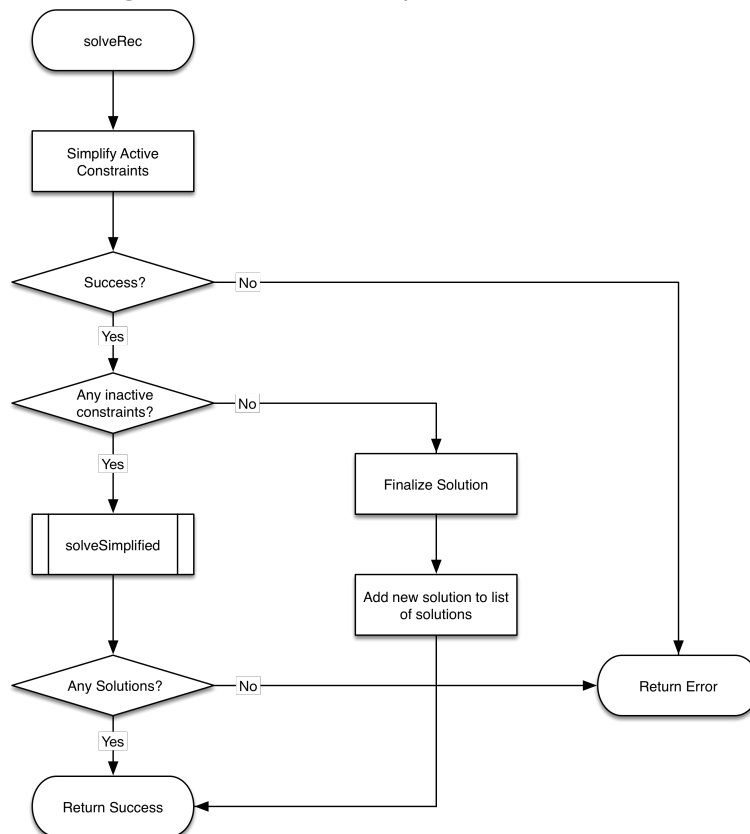 solveRec
Simplify Active
Constraints
Success?
No
Yes
Any inactive
constraints?
No
Yes
Finalize Solution
solveSimplified
Add new solution to list
of solutions
Any Solutions?
No
Return Error
Yes
Return Success